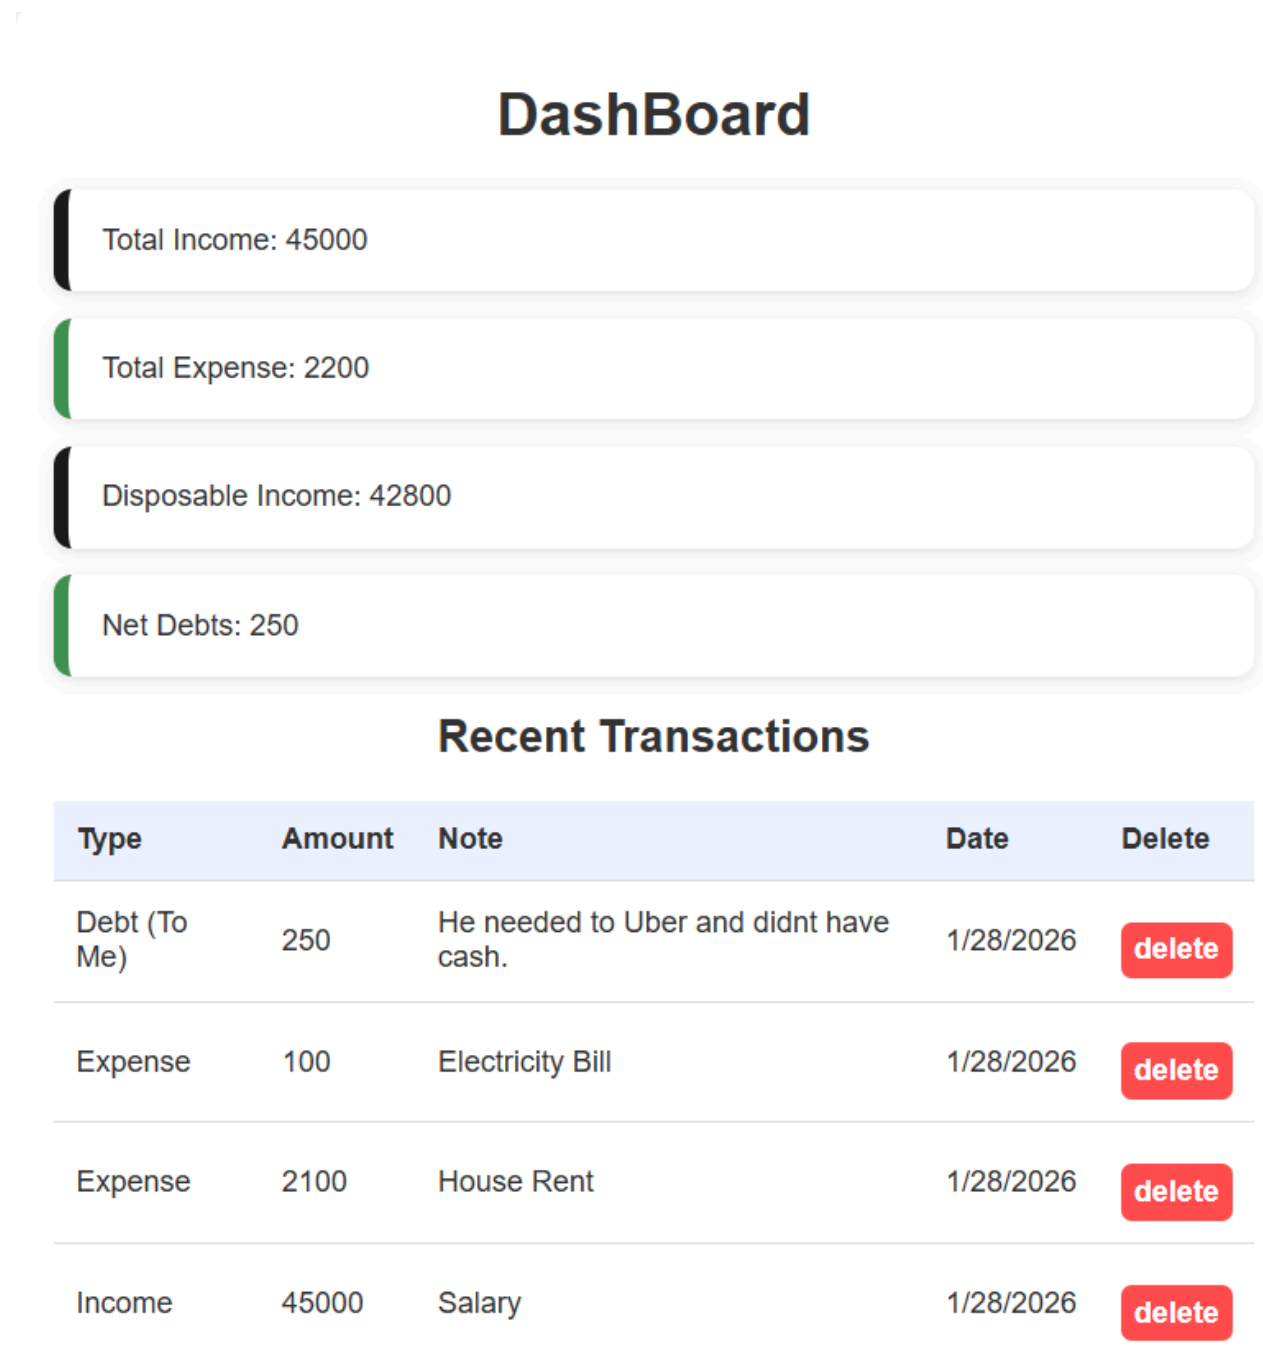 DashBoard
Total Income: 45000
Total Expense: 2200
Disposable Income: 42800
Net Debts: 250
Recent Transactions
Type Amount Note Date Delete
Debt (To Me) 250 He needed to Uber and didnt have cash. 1/28/2026 delete
Expense 100 Electricity Bill 1/28/2026 delete
Expense 2100 House Rent 1/28/2026 delete
Income 45000 Salary 1/28/2026 delete